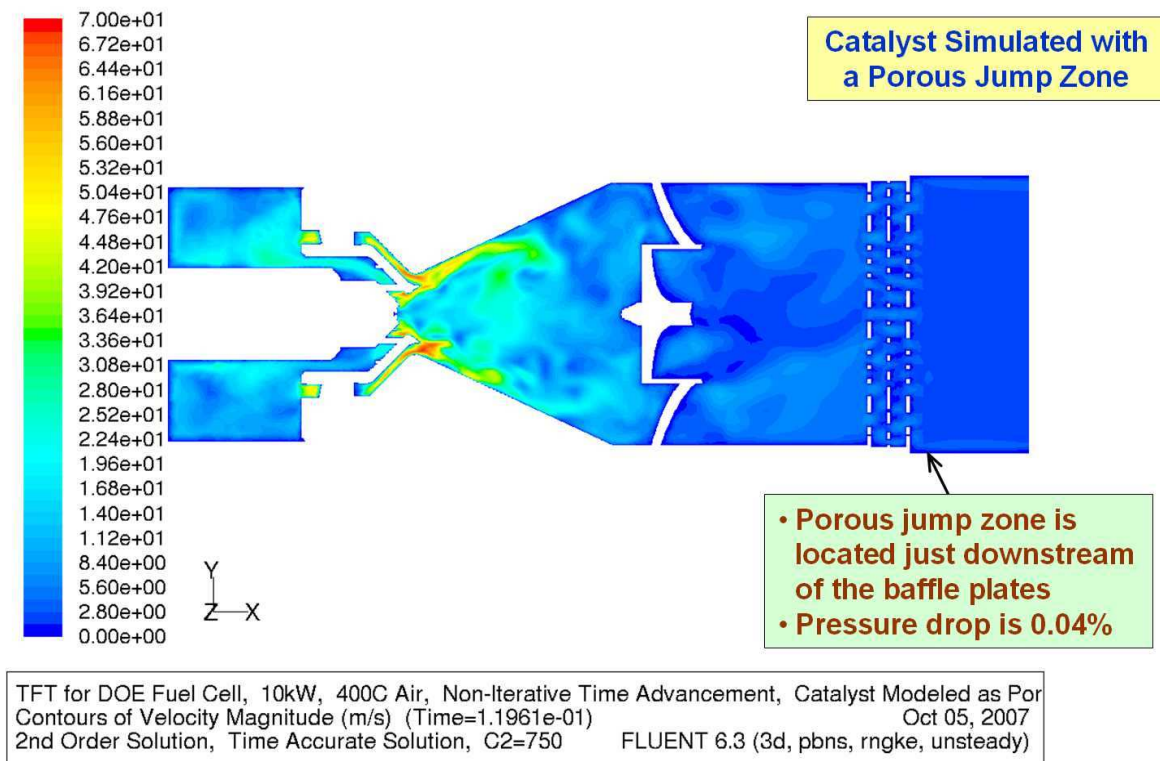 7.00e+01
6.72e+01
6.44e+01
6.16e+01
5.88e+01
5.60e+01
5.32e+01
5.04e+01
4.76e+01
4.48e+01
4.20e+01
3.92e+01
3.64e+01
3.36e+01
3.08e+01
2.80e+01
2.52e+01
2.24e+01
1.96e+01
1.68e+01
1.40e+01
1.12e+01
8.40e+00
5.60e+00
2.80e+00
0.00e+00
Catalyst Simulated with
a Porous Jump Zone
Y
Z X
• Porous jump zone is
located just downstream
of the baffle plates
• Pressure drop is 0.04%
TFT for DOE Fuel Cell, 10kW, 400C Air, Non-Iterative Time Advancement, Catalyst Modeled as Por
Contours of Velocity Magnitude (m/s) (Time=1.1961e-01) Oct 05, 2007
2nd Order Solution, Time Accurate Solution, C2=750 FLUENT 6.3 (3d, pbns, rngke, unsteady)